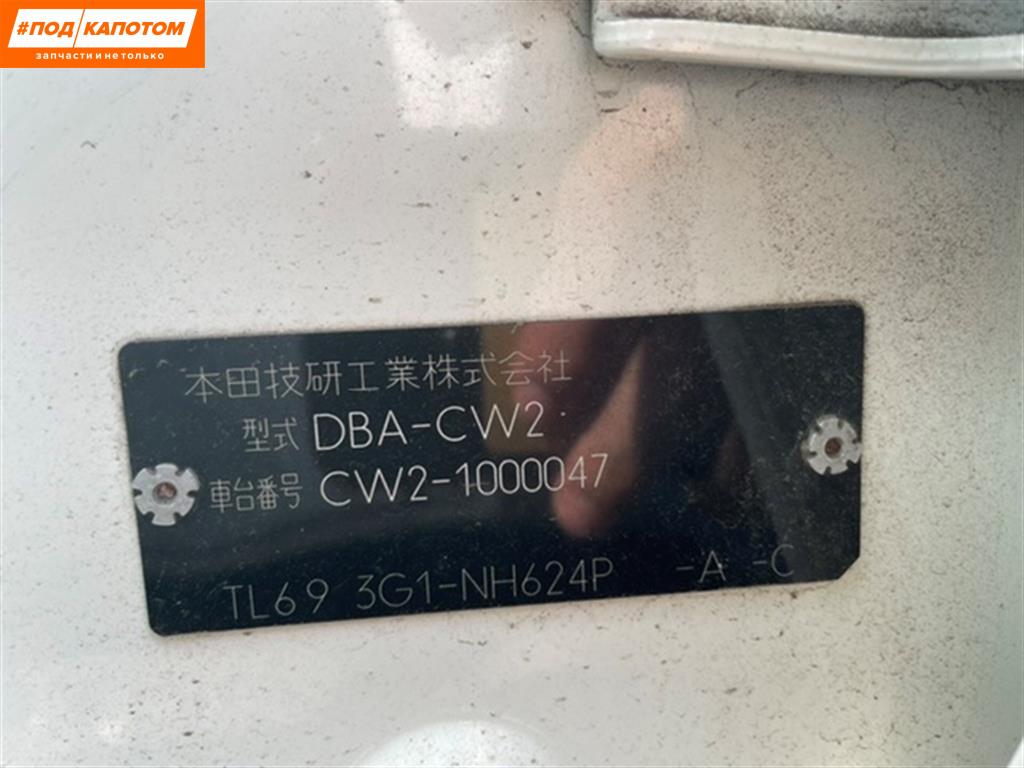 #ПОД КАПОТОМ
запчасти и не только
本田技研工業株式会社
型式 DBA-CW2
車台番号 CW2-1000047
TL69 3G1-NH624P -A -C